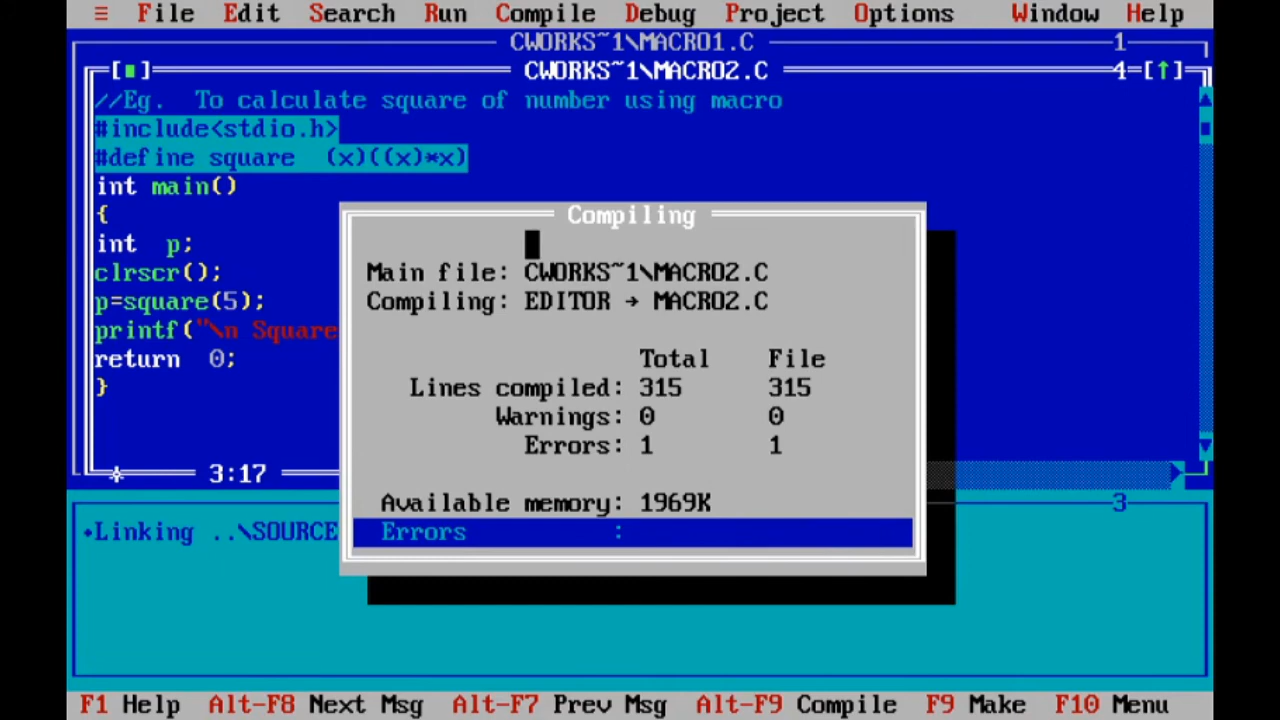 ≡ File Edit Search Run Compile Debug Project Options Window Help
CWORKS~1\MACRO1.C 1
[■] CWORKS~1\MACRO2.C 4=[↑]
//Eg. To calculate square of number using macro
#include<stdio.h>
#define square (x)((x)*x)
int main()
{
int p;
clrscr();
p=square(5);
printf("\n Square
return 0;
}
3:17
Compiling
Main file: CWORKS~1\MACRO2.C
Compiling: EDITOR → MACRO2.C
Total File
Lines compiled: 315 315
Warnings: 0 0
Errors: 1 1
Available memory: 1969K
Errors :
3
•Linking ..\SOURCE
F1 Help Alt-F8 Next Msg Alt-F7 Prev Msg Alt-F9 Compile F9 Make F10 Menu